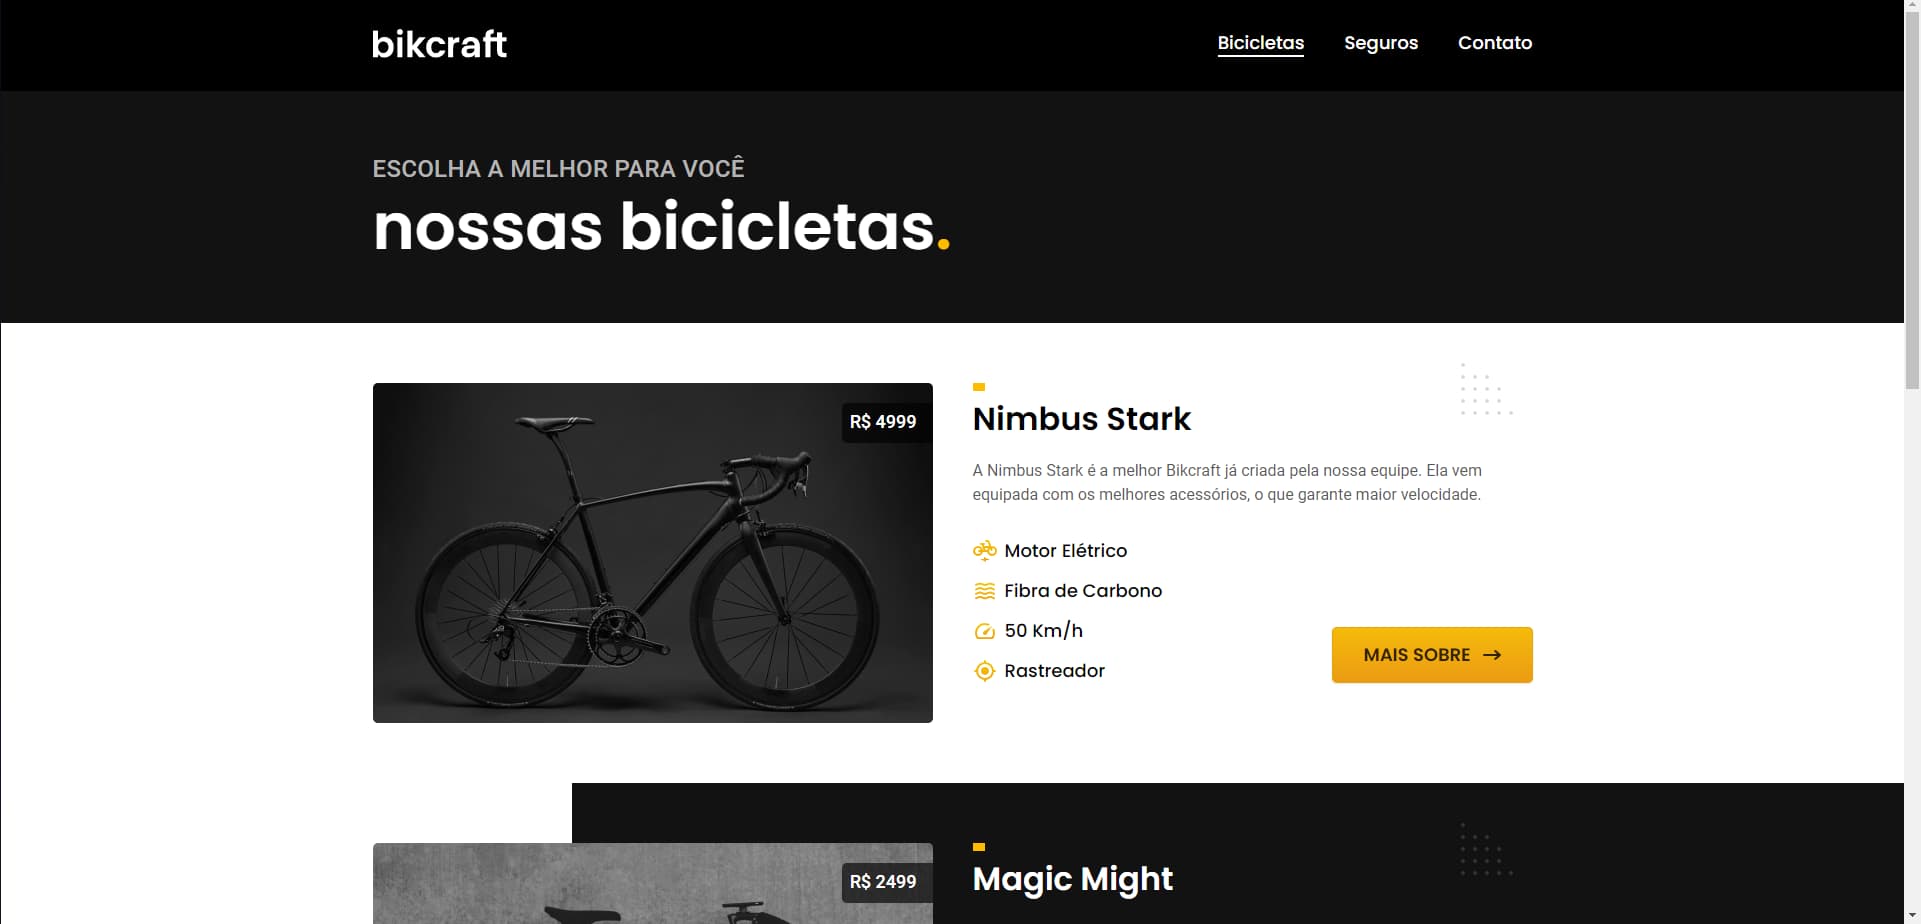 bikcraft
Bicicletas Seguros Contato
ESCOLHA A MELHOR PARA VOCÊ
nossas bicicletas.
R$ 4999
Nimbus Stark
A Nimbus Stark é a melhor Bikcraft já criada pela nossa equipe. Ela vem
equipada com os melhores acessórios, o que garante maior velocidade.
Motor Elétrico
Fibra de Carbono
50 Km/h
Rastreador
MAIS SOBRE →
R$ 2499
Magic Might